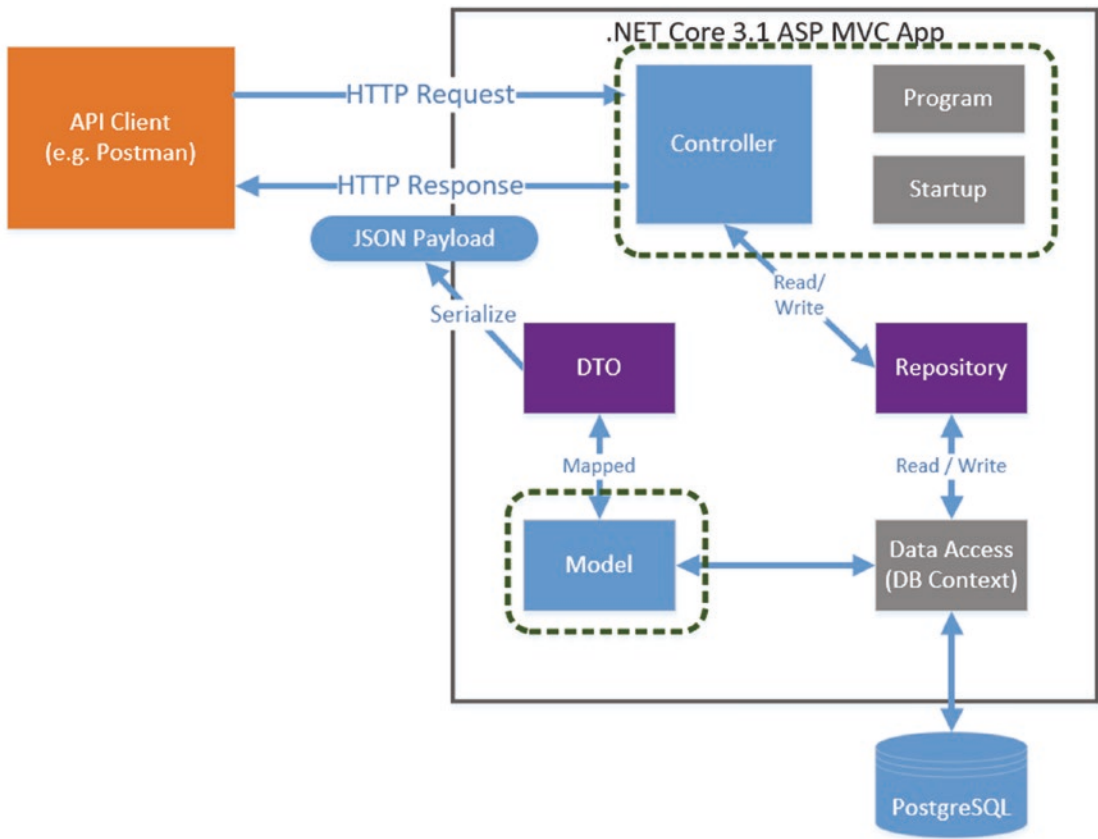 .NET Core 3.1 ASP MVC App
API Client
(e.g. Postman)
HTTP Request
HTTP Response
JSON Payload
Serialize
Controller
Program
Startup
Read/
Write
DTO
Repository
Mapped
Read / Write
Model
Data Access
(DB Context)
PostgreSQL